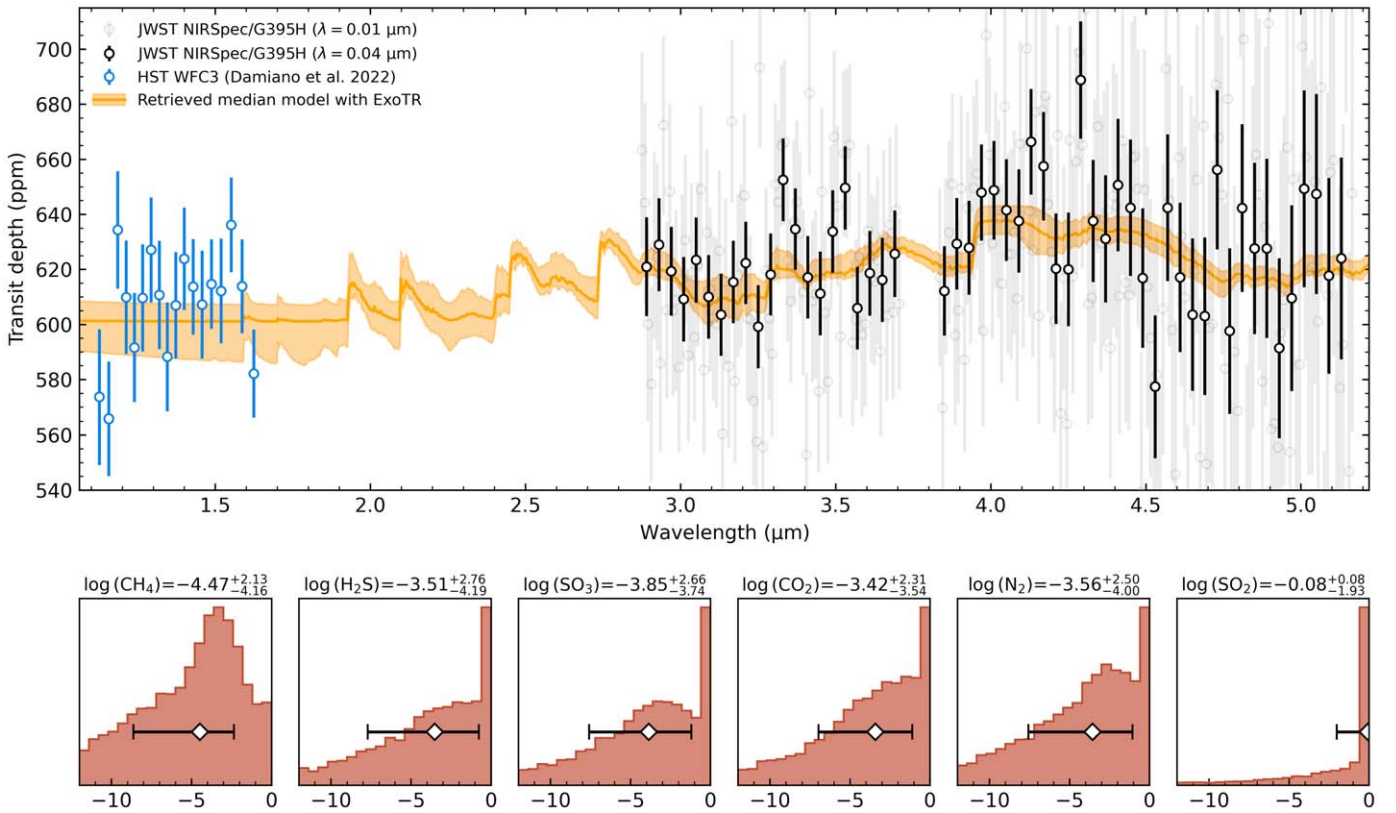 JWST NIRSpec/G395H (λ = 0.01 μm)
JWST NIRSpec/G395H (λ = 0.04 μm)
HST WFC3 (Damiano et al. 2022)
Retrieved median model with ExoTR
Transit depth (ppm)
700
680
660
640
620
600
580
560
540
1.5 2.0 2.5 3.0 3.5 4.0 4.5 5.0
Wavelength (μm)
log (CH₄)=−4.47+2.13−4.16 log (H₂S)=−3.51+2.76−4.19 log (SO₃)=−3.85+2.66−3.74 log (CO₂)=−3.42+2.31−3.54 log (N₂)=−3.56+2.50−4.00 log (SO₂)=−0.08+0.08−1.93
−10 −5 0 −10 −5 0 −10 −5 0 −10 −5 0 −10 −5 0 −10 −5 0